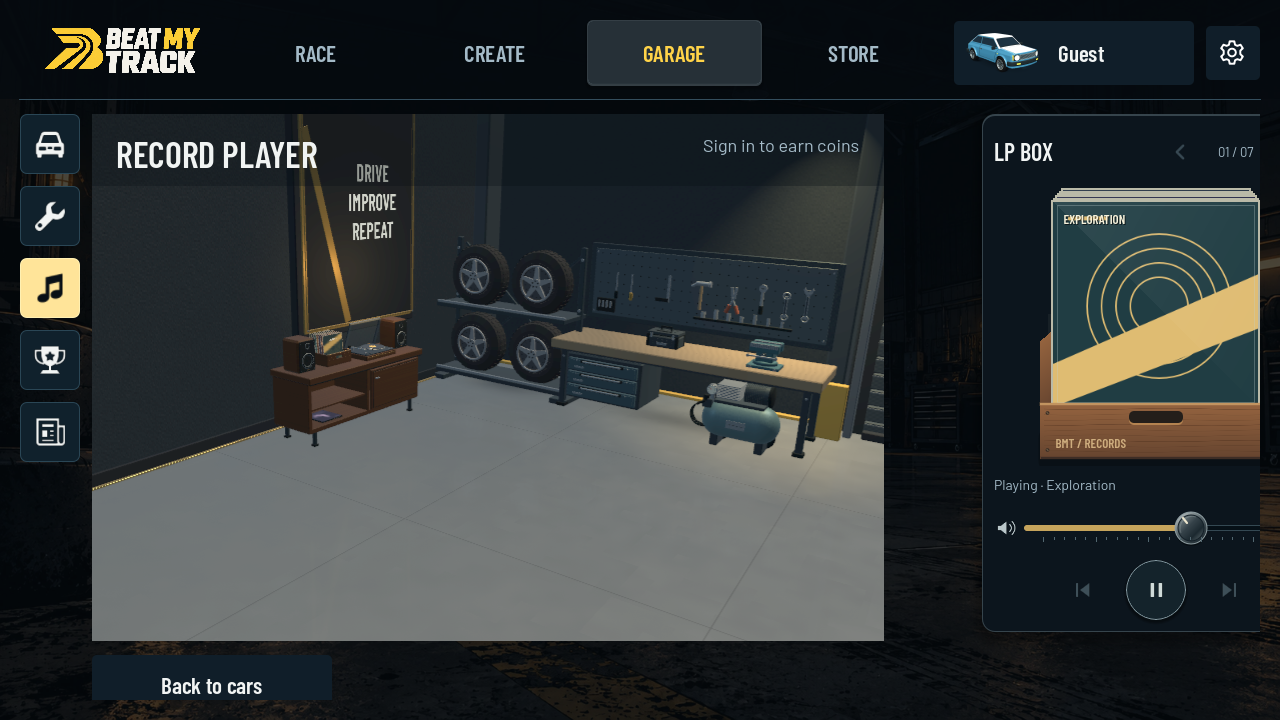 BEAT MY
TRACK
RACE
CREATE
GARAGE
STORE
Guest
RECORD PLAYER
Sign in to earn coins
DRIVE
IMPROVE
REPEAT
LP BOX
01 / 07
EXPLORATION
BMT / RECORDS
Playing · Exploration
Back to cars